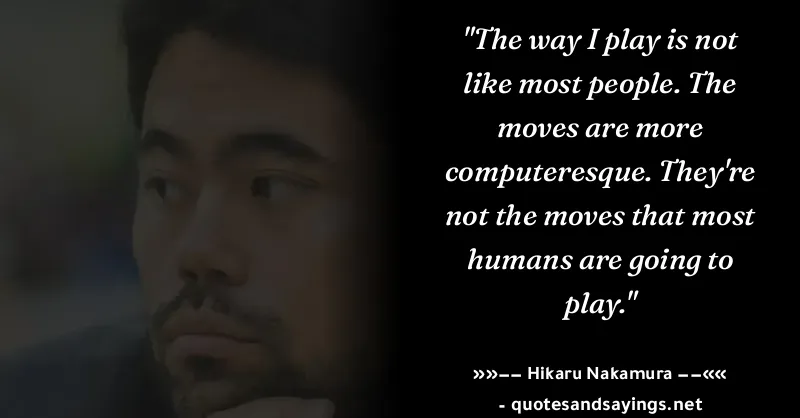 "The way I play is not
like most people. The
moves are more
computeresque. They're
not the moves that most
humans are going to
play."
»»−− Hikaru Nakamura −−««
- quotesandsayings.net